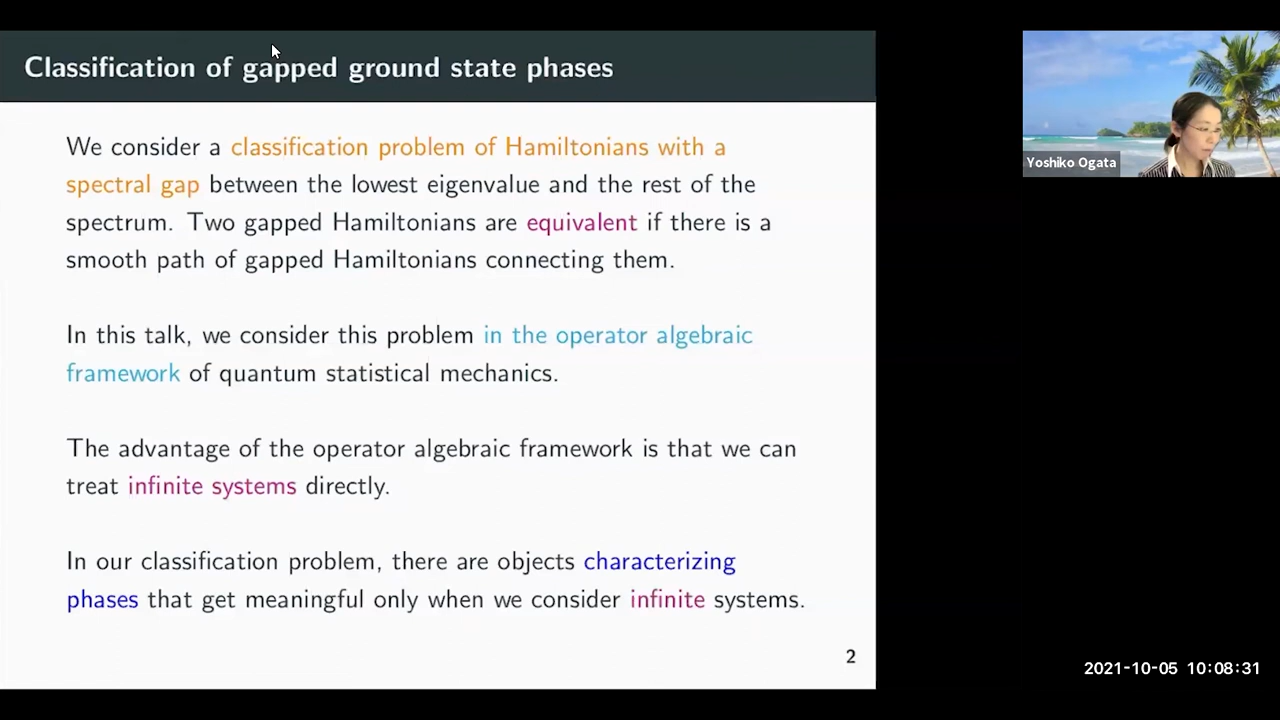 Classification of gapped ground state phases
We consider a classification problem of Hamiltonians with a
spectral gap between the lowest eigenvalue and the rest of the
spectrum. Two gapped Hamiltonians are equivalent if there is a
smooth path of gapped Hamiltonians connecting them.
In this talk, we consider this problem in the operator algebraic
framework of quantum statistical mechanics.
The advantage of the operator algebraic framework is that we can
treat infinite systems directly.
In our classification problem, there are objects characterizing
phases that get meaningful only when we consider infinite systems.
2
Yoshiko Ogata
2021-10-05 10:08:31